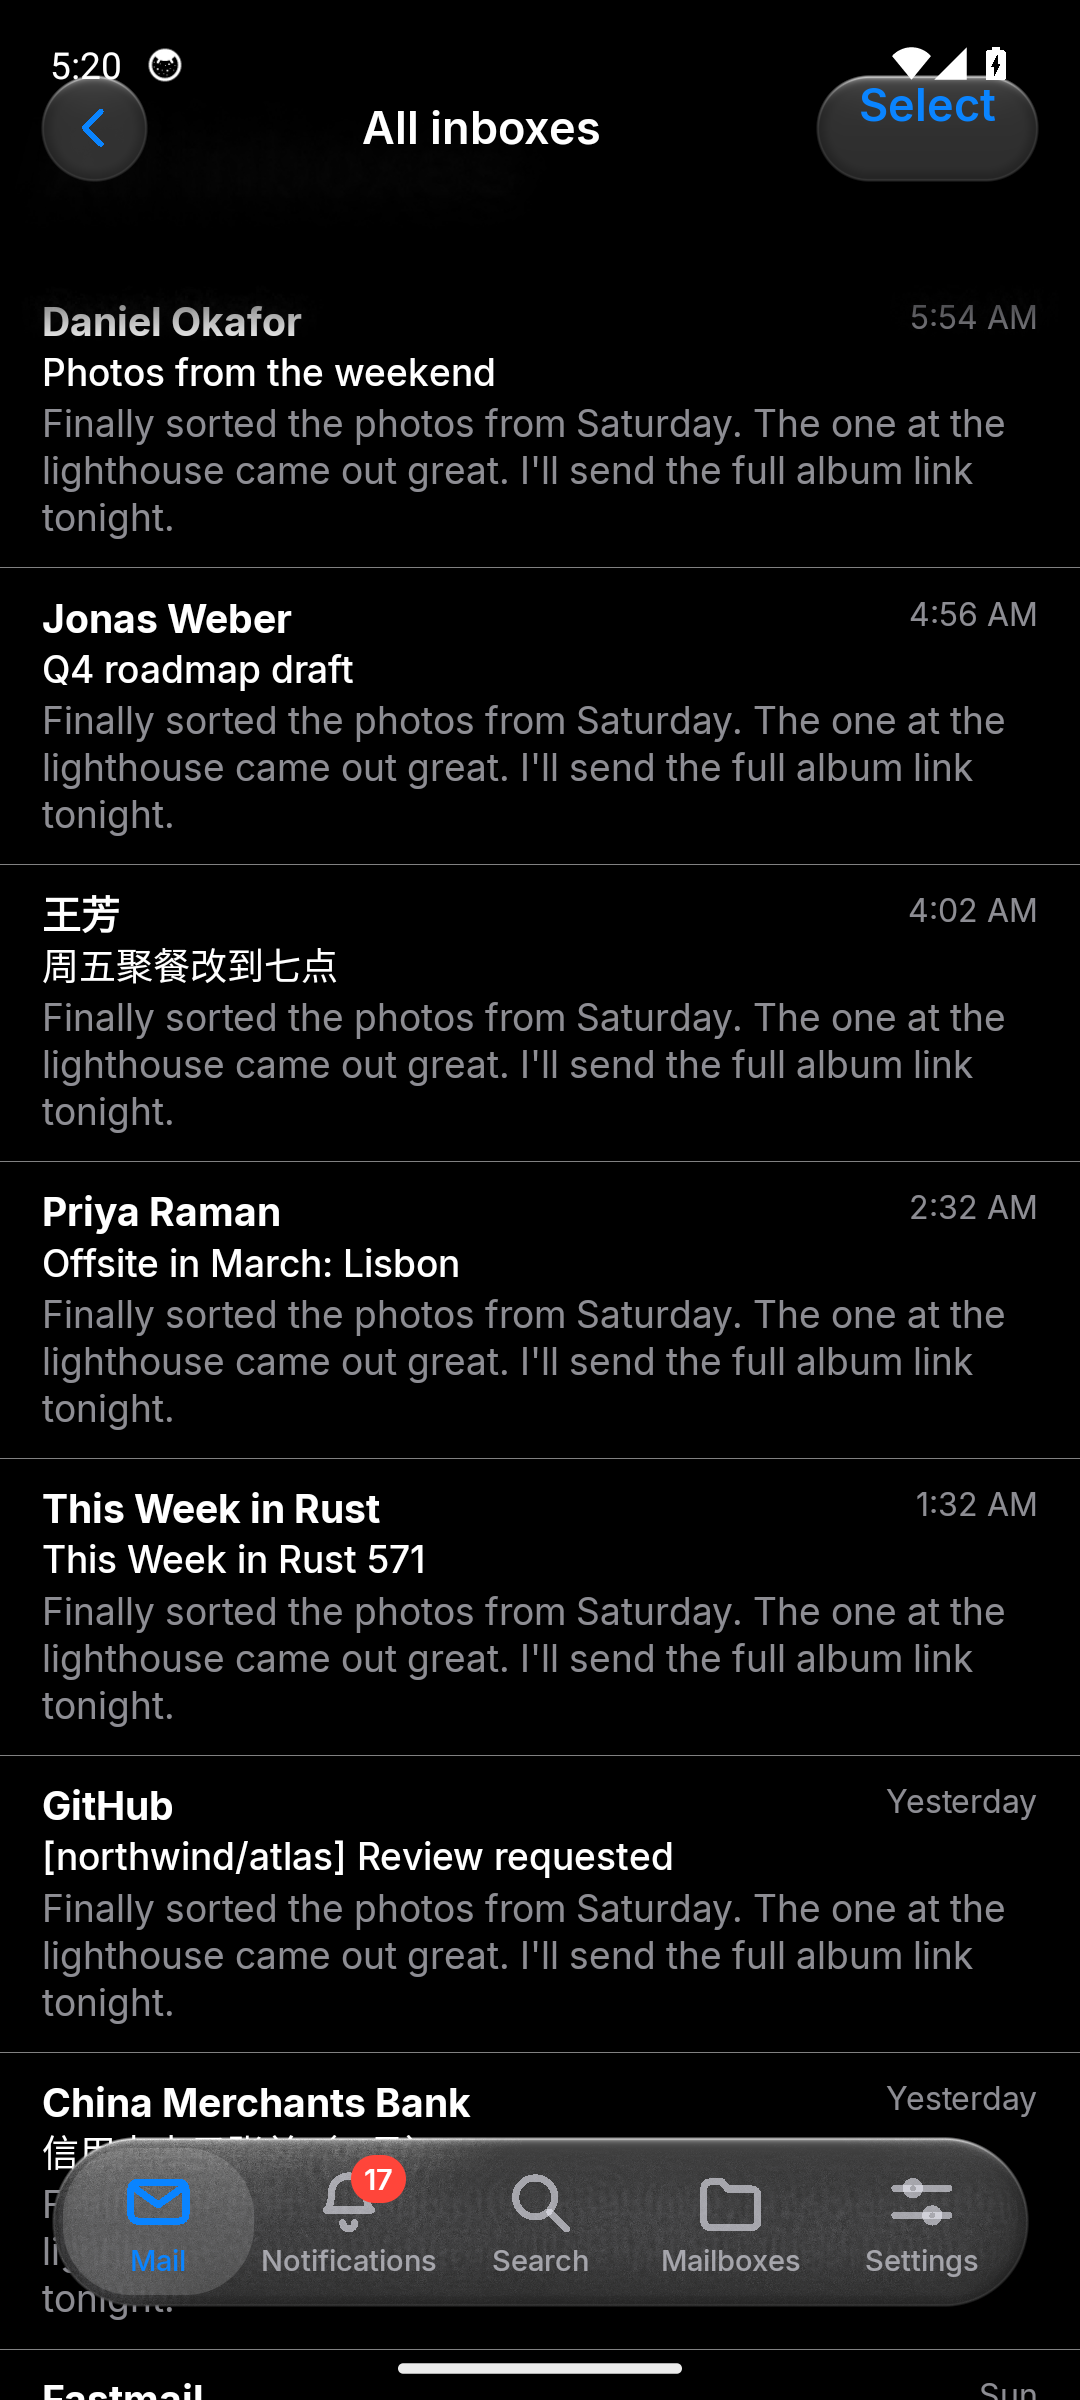 5:20
All inboxes
Select
Daniel Okafor
5:54 AM
Photos from the weekend
Finally sorted the photos from Saturday. The one at the
lighthouse came out great. I'll send the full album link
tonight.
Jonas Weber
4:56 AM
Q4 roadmap draft
Finally sorted the photos from Saturday. The one at the
lighthouse came out great. I'll send the full album link
tonight.
王芳
4:02 AM
周五聚餐改到七点
Finally sorted the photos from Saturday. The one at the
lighthouse came out great. I'll send the full album link
tonight.
Priya Raman
2:32 AM
Offsite in March: Lisbon
Finally sorted the photos from Saturday. The one at the
lighthouse came out great. I'll send the full album link
tonight.
This Week in Rust
1:32 AM
This Week in Rust 571
Finally sorted the photos from Saturday. The one at the
lighthouse came out great. I'll send the full album link
tonight.
GitHub
Yesterday
[northwind/atlas] Review requested
Finally sorted the photos from Saturday. The one at the
lighthouse came out great. I'll send the full album link
tonight.
China Merchants Bank
Yesterday
tonight.
17
Mail
Notifications
Search
Mailboxes
Settings
Fastmail
Sun